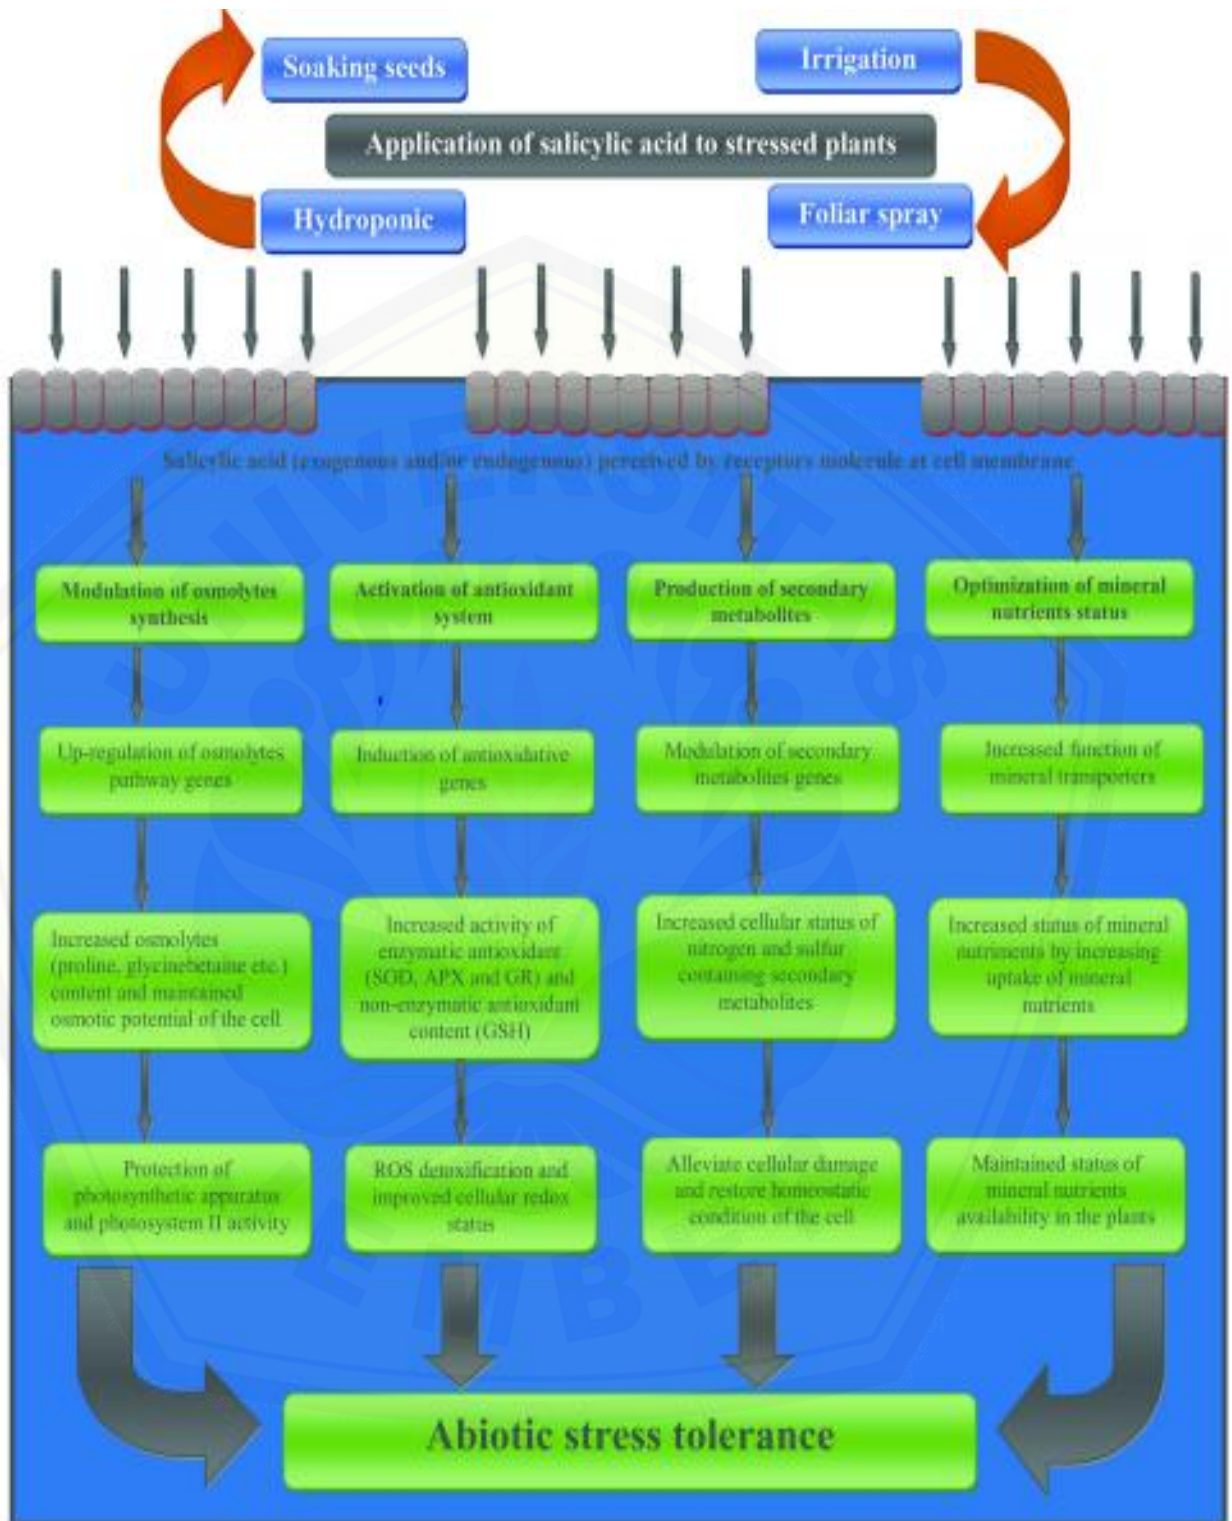 Soaking seeds
Irrigation
Application of salicylic acid to stressed plants
Hydroponic
Foliar spray
Salicylic acid (exogenous and/or endogenous) perceived by receptors molecule at cell membrane
Modulation of osmolytes
synthesis
Activation of antioxidant
system
Production of secondary
metabolites
Optimization of mineral
nutrients status
Up-regulation of osmolytes
pathway genes
Induction of antioxidative
genes
Modulation of secondary
metabolites genes
Increased function of
mineral transporters
Increased osmolytes
(proline, glycinebetaine etc.)
content and maintained
osmotic potential of the cell
Increased activity of
enzymatic antioxidant
(SOD, APX and GR) and
non-enzymatic antioxidant
content (GSH)
Increased cellular status of
nitrogen and sulfur
containing secondary
metabolites
Increased status of mineral
nutriments by increasing
uptake of mineral
nutrients
Protection of
photosynthetic apparatus
and photosystem II activity
ROS detoxification and
improved cellular redox
status
Alleviate cellular damage
and restore homeostatic
condition of the cell
Maintained status of
mineral nutrients
availability in the plants
Abiotic stress tolerance
UNIVERSITAS